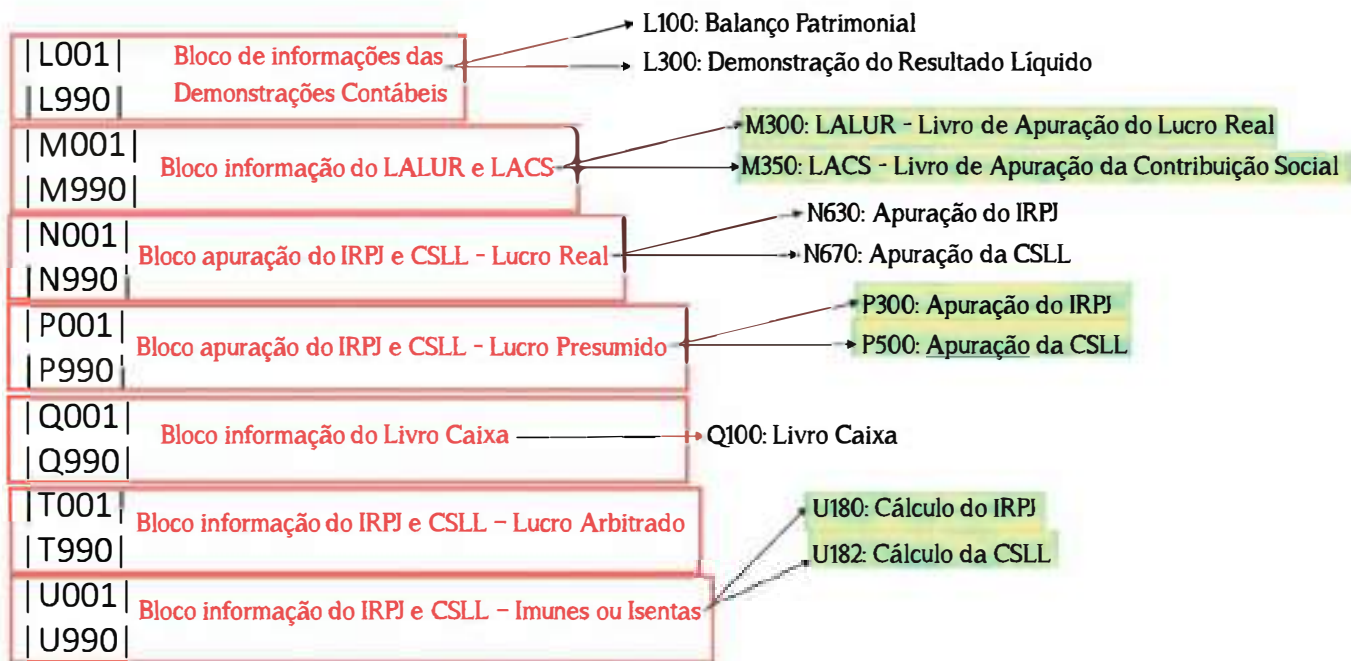 L100: Balanço Patrimonial
|L001| Bloco de informações das
L300: Demonstração do Resultado Líquido
|L990| Demonstrações Contábeis
M300: LALUR - Livro de Apuração do Lucro Real
|M001|
Bloco informação do LALUR e LACS
M350: LACS - Livro de Apuração da Contribuição Social
|M990|
N630: Apuração do IRPJ
|N001|
Bloco apuração do IRPJ e CSLL - Lucro Real
N670: Apuração da CSLL
|N990|
P300: Apuração do IRPJ
|P001|
Bloco apuração do IRPJ e CSLL - Lucro Presumido
P500: Apuração da CSLL
|P990|
|Q001|
Bloco informação do Livro Caixa
Q100: Livro Caixa
|Q990|
|T001|
Bloco informação do IRPJ e CSLL – Lucro Arbitrado
|T990|
U180: Cálculo do IRPJ
U182: Cálculo da CSLL
|U001|
Bloco informação do IRPJ e CSLL – Imunes ou Isentas
|U990|